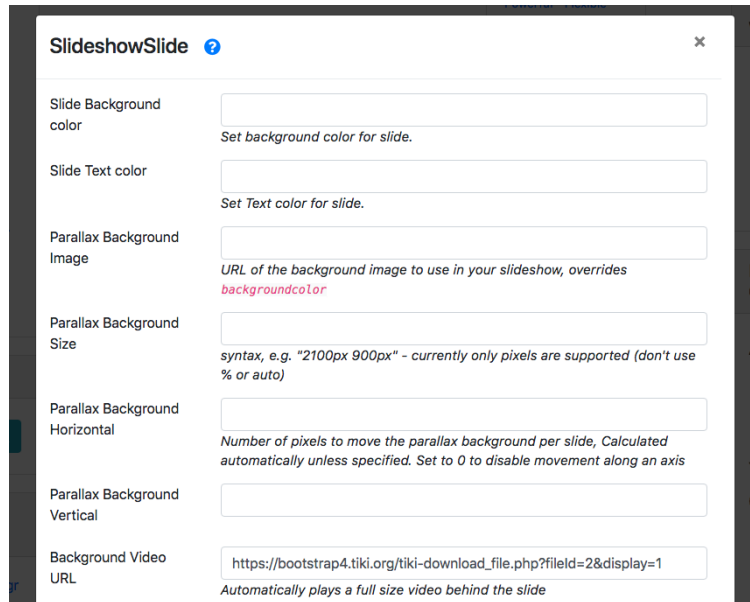 Powerful Flexible
SlideshowSlide ?
×
Slide Background
color
Set background color for slide.
Slide Text color
Set Text color for slide.
Parallax Background
Image
URL of the background image to use in your slideshow, overrides
backgroundcolor
Parallax Background
Size
syntax, e.g. "2100px 900px" - currently only pixels are supported (don't use
% or auto)
Parallax Background
Horizontal
Number of pixels to move the parallax background per slide, Calculated
automatically unless specified. Set to 0 to disable movement along an axis
Parallax Background
Vertical
Background Video
URL
https://bootstrap4.tiki.org/tiki-download_file.php?fileId=2&display=1
Automatically plays a full size video behind the slide